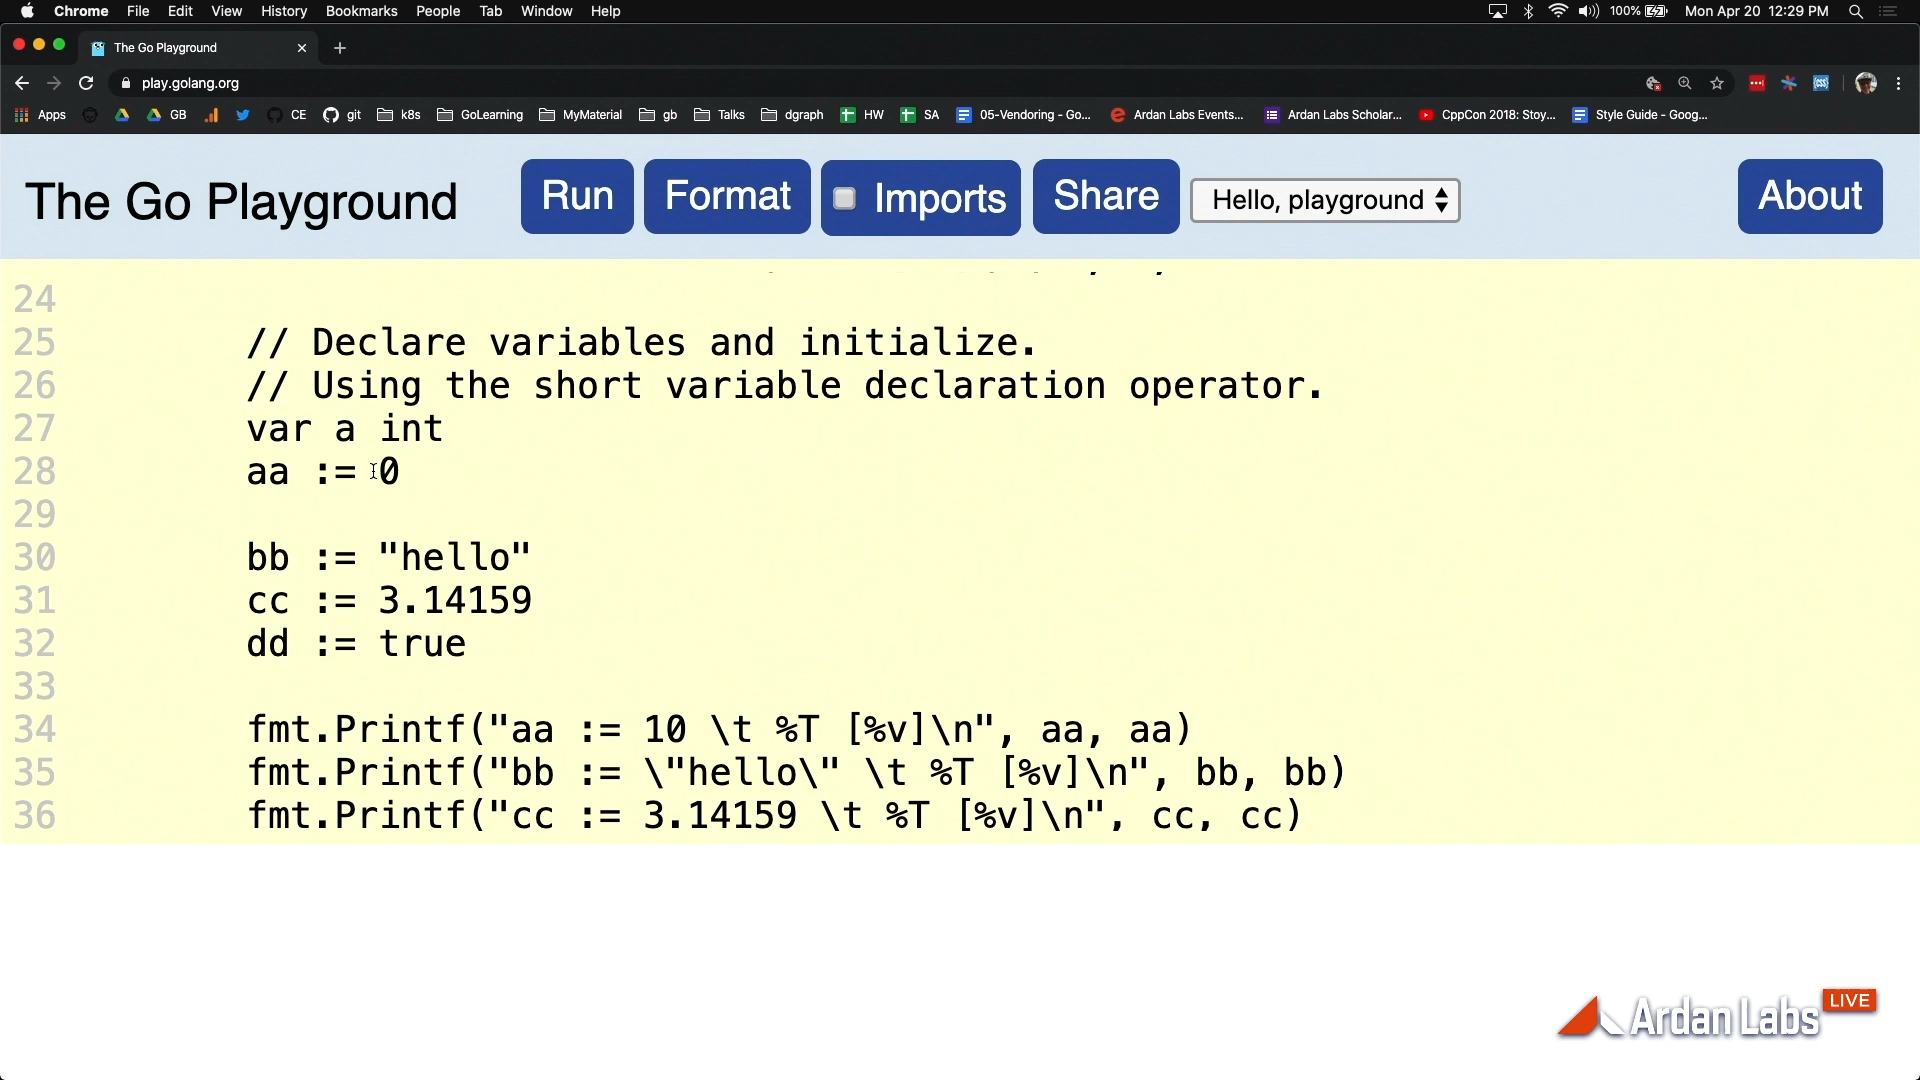 Chrome File Edit View History Bookmarks People Tab Window Help 100% Mon Apr 20 12:29 PM
The Go Playground
play.golang.org
Apps GB CE git k8s GoLearning MyMaterial gb Talks dgraph HW SA 05-Vendoring - Go... Ardan Labs Events... Ardan Labs Scholar... CppCon 2018: Stoy... Style Guide - Goog...
The Go Playground Run Format Imports Share Hello, playground About
24
25 // Declare variables and initialize.
26 // Using the short variable declaration operator.
27 var a int
28 aa := 0
29
30 bb := "hello"
31 cc := 3.14159
32 dd := true
33
34 fmt.Printf("aa := 10 \t %T [%v]\n", aa, aa)
35 fmt.Printf("bb := \"hello\" \t %T [%v]\n", bb, bb)
36 fmt.Printf("cc := 3.14159 \t %T [%v]\n", cc, cc)
Ardan Labs LIVE